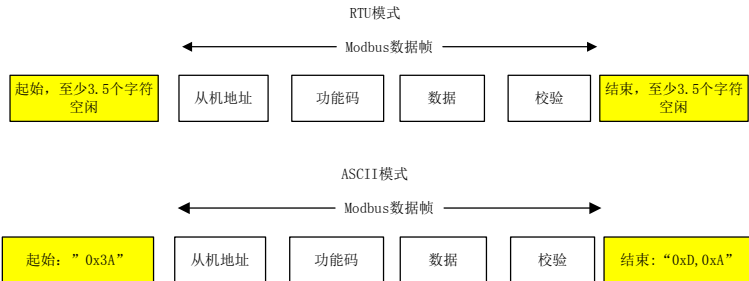 RTU模式
Modbus数据帧
起始，至少3.5个字符
空闲
从机地址
功能码
数据
校验
结束，至少3.5个字符
空闲
ASCII模式
Modbus数据帧
起始：”0x3A”
从机地址
功能码
数据
校验
结束：“0xD,0xA”